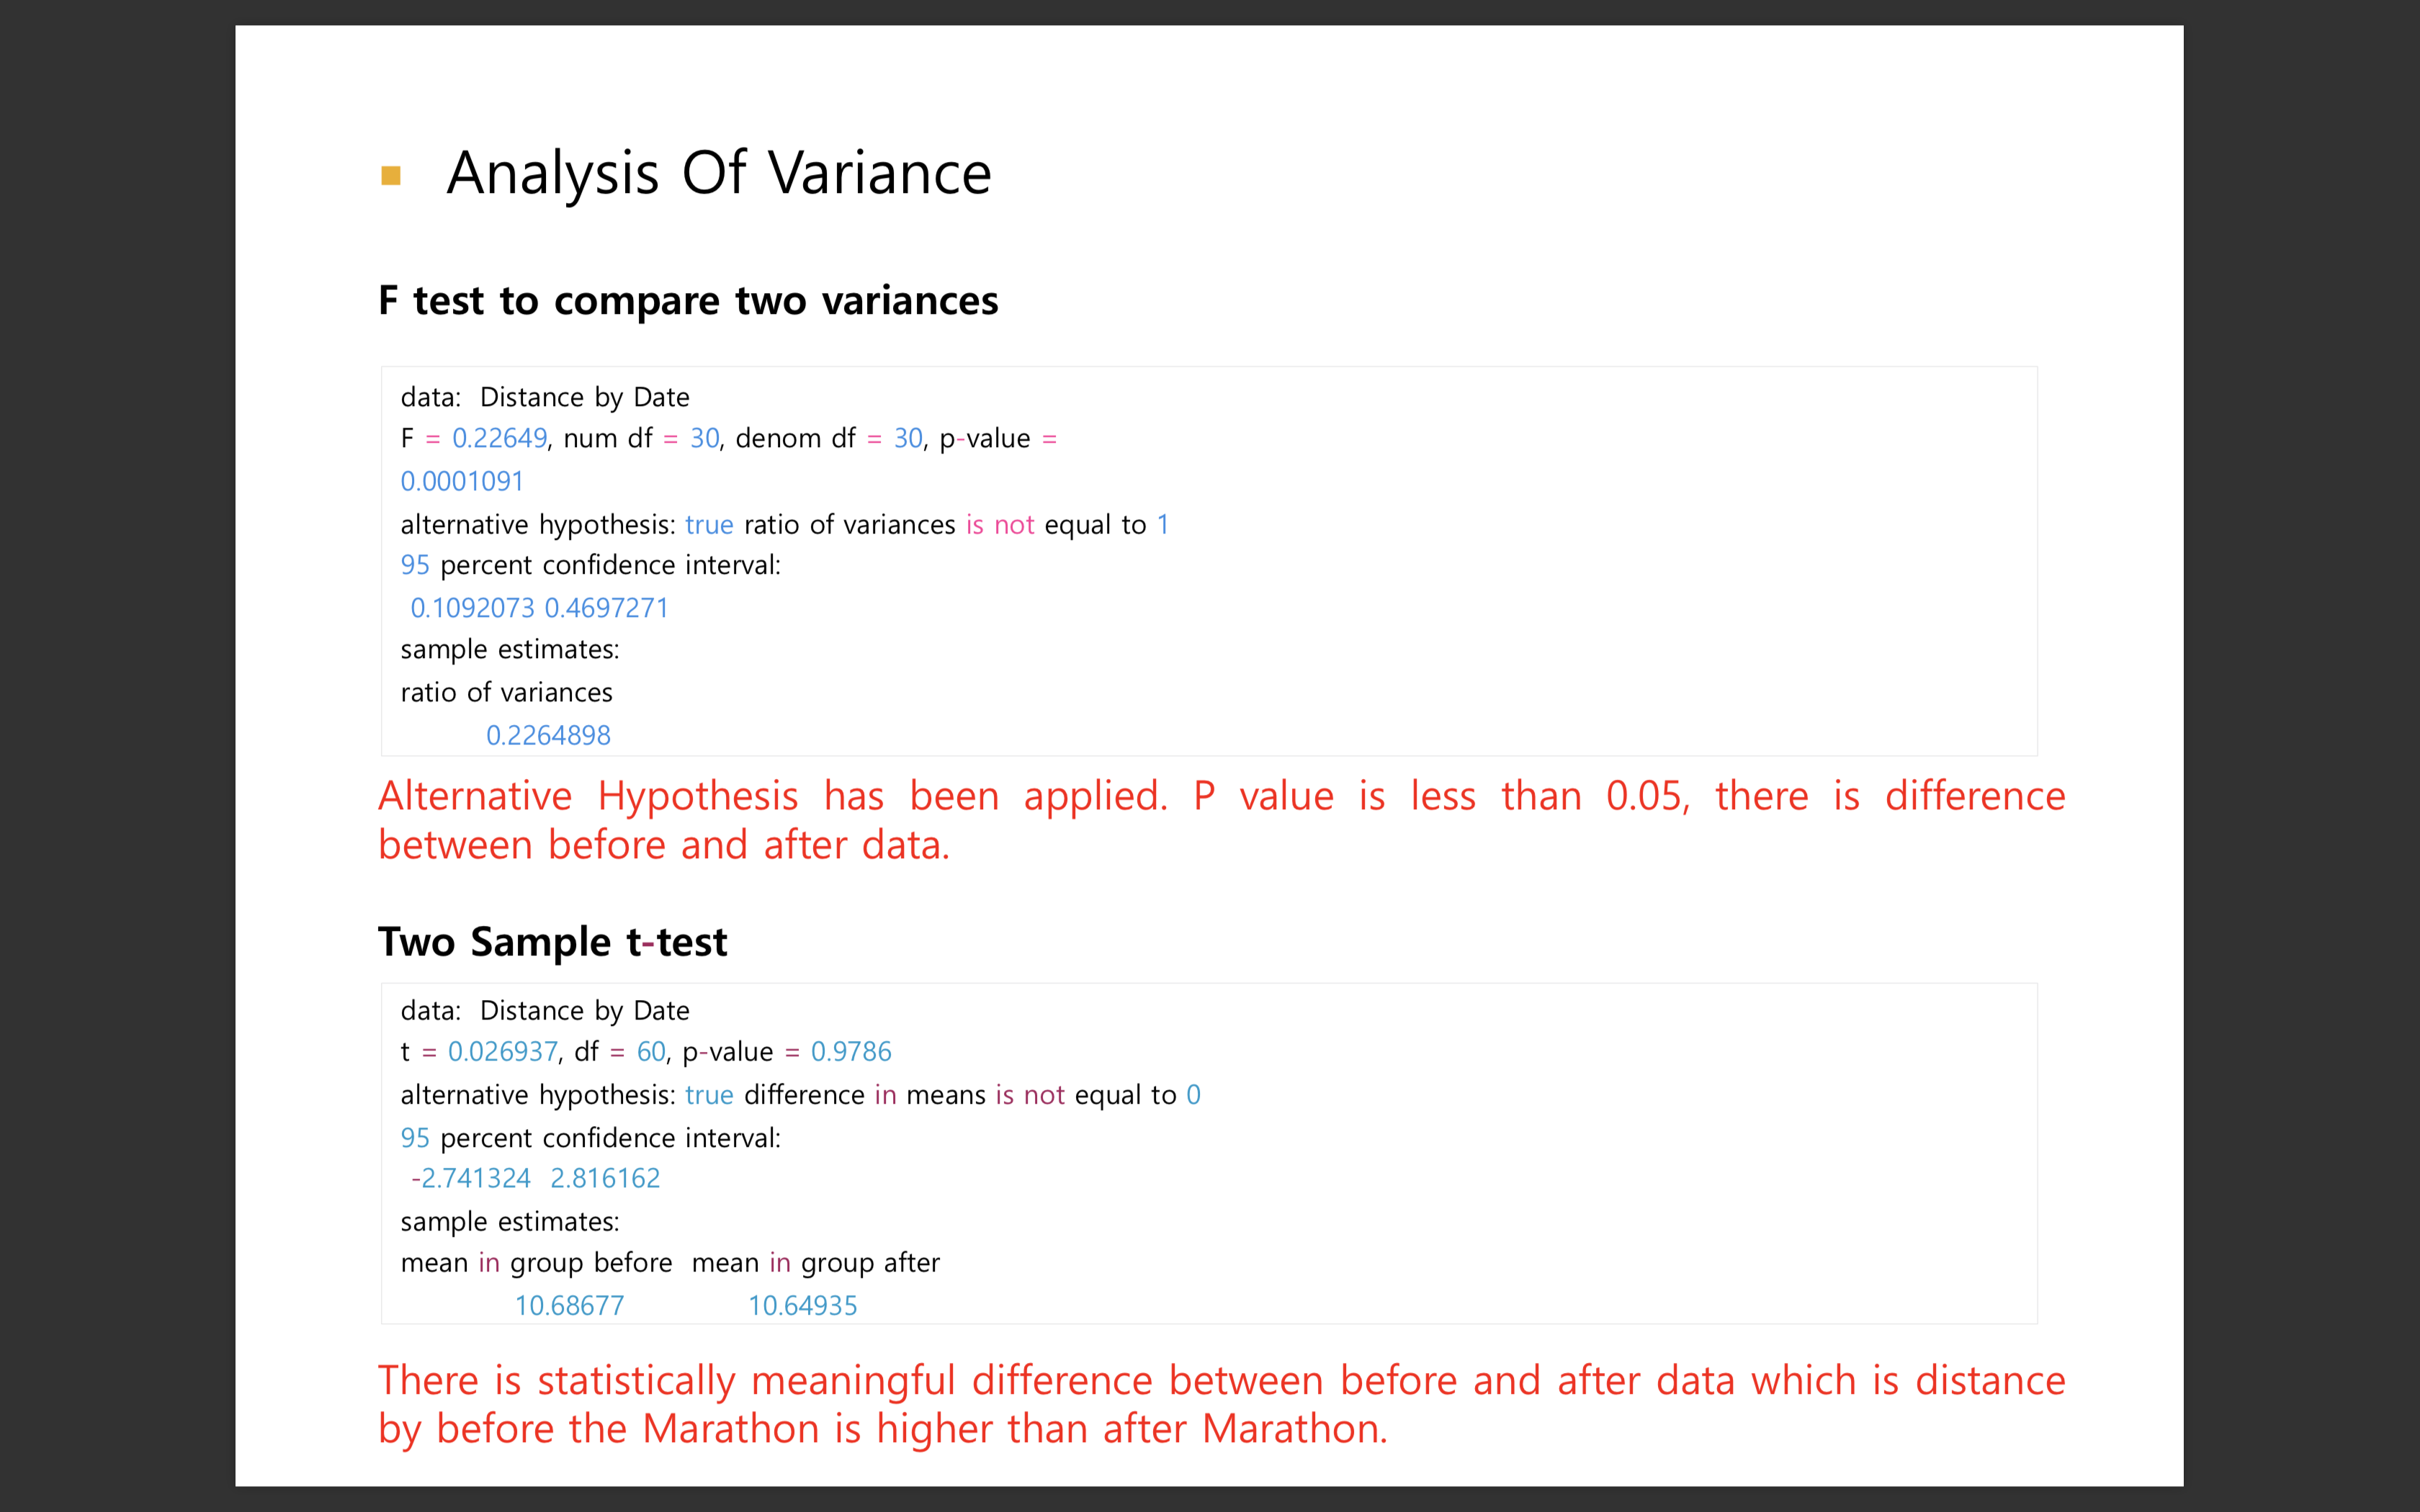 Analysis Of Variance
F test to compare two variances
data:  Distance by Date
F = 0.22649, num df = 30, denom df = 30, p-value =
0.0001091
alternative hypothesis: true ratio of variances is not equal to 1
95 percent confidence interval:
0.1092073 0.4697271
sample estimates:
ratio of variances
0.2264898
Alternative Hypothesis has been applied. P value is less than 0.05, there is difference
between before and after data.
Two Sample t-test
data:  Distance by Date
t = 0.026937, df = 60, p-value = 0.9786
alternative hypothesis: true difference in means is not equal to 0
95 percent confidence interval:
-2.741324  2.816162
sample estimates:
mean in group before  mean in group after
10.68677  10.64935
There is statistically meaningful difference between before and after data which is distance
by before the Marathon is higher than after Marathon.